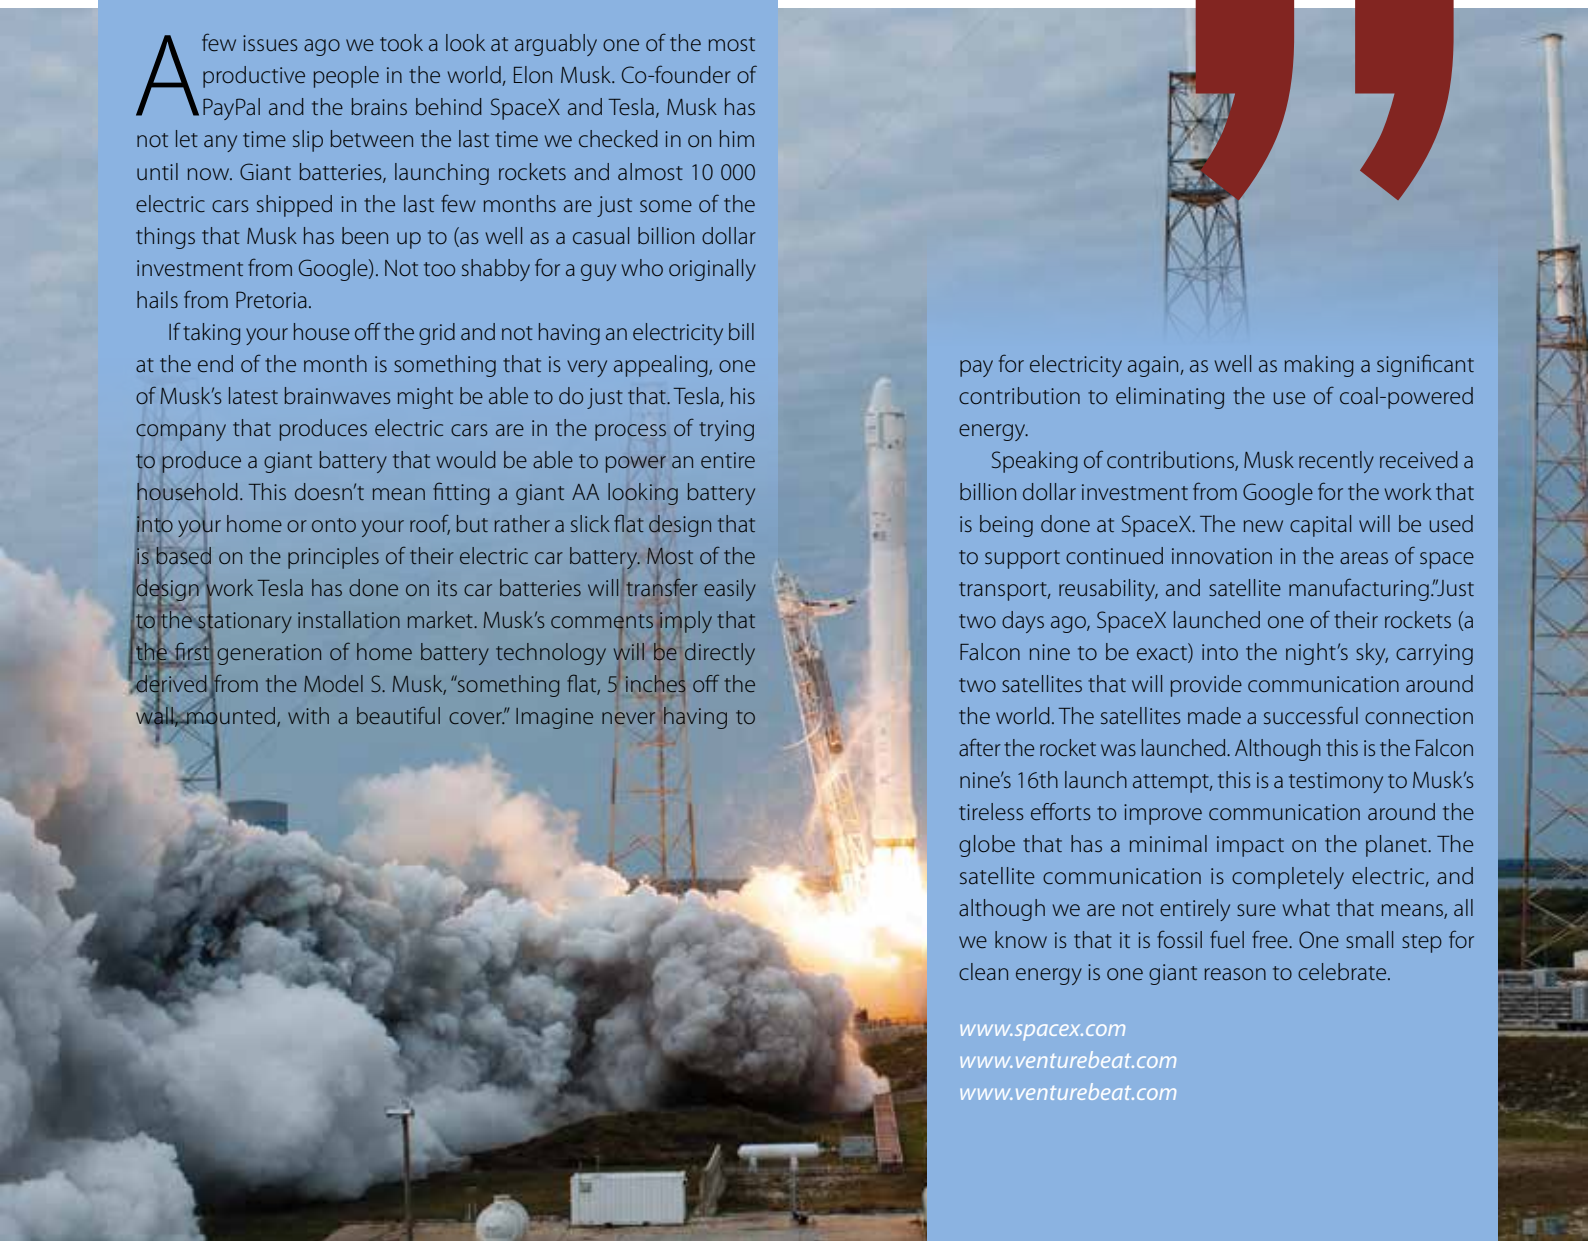 A few issues ago we took a look at arguably one of the most
productive people in the world, Elon Musk. Co-founder of
PayPal and the brains behind SpaceX and Tesla, Musk has
not let any time slip between the last time we checked in on him
until now. Giant batteries, launching rockets and almost 10 000
electric cars shipped in the last few months are just some of the
things that Musk has been up to (as well as a casual billion dollar
investment from Google). Not too shabby for a guy who originally
hails from Pretoria.
If taking your house off the grid and not having an electricity bill
at the end of the month is something that is very appealing, one
of Musk’s latest brainwaves might be able to do just that. Tesla, his
company that produces electric cars are in the process of trying
to produce a giant battery that would be able to power an entire
household. This doesn’t mean fitting a giant AA looking battery
into your home or onto your roof, but rather a slick flat design that
is based on the principles of their electric car battery. Most of the
design work Tesla has done on its car batteries will transfer easily
to the stationary installation market. Musk’s comments imply that
the first generation of home battery technology will be directly
derived from the Model S. Musk, “something flat, 5 inches off the
wall, mounted, with a beautiful cover.” Imagine never having to
”
pay for electricity again, as well as making a significant
contribution to eliminating the use of coal-powered
energy.
Speaking of contributions, Musk recently received a
billion dollar investment from Google for the work that
is being done at SpaceX. The new capital will be used
to support continued innovation in the areas of space
transport, reusability, and satellite manufacturing.”Just
two days ago, SpaceX launched one of their rockets (a
Falcon nine to be exact) into the night’s sky, carrying
two satellites that will provide communication around
the world. The satellites made a successful connection
after the rocket was launched. Although this is the Falcon
nine’s 16th launch attempt, this is a testimony to Musk’s
tireless efforts to improve communication around the
globe that has a minimal impact on the planet. The
satellite communication is completely electric, and
although we are not entirely sure what that means, all
we know is that it is fossil fuel free. One small step for
clean energy is one giant reason to celebrate.
www.spacex.com
www.venturebeat.com
www.venturebeat.com